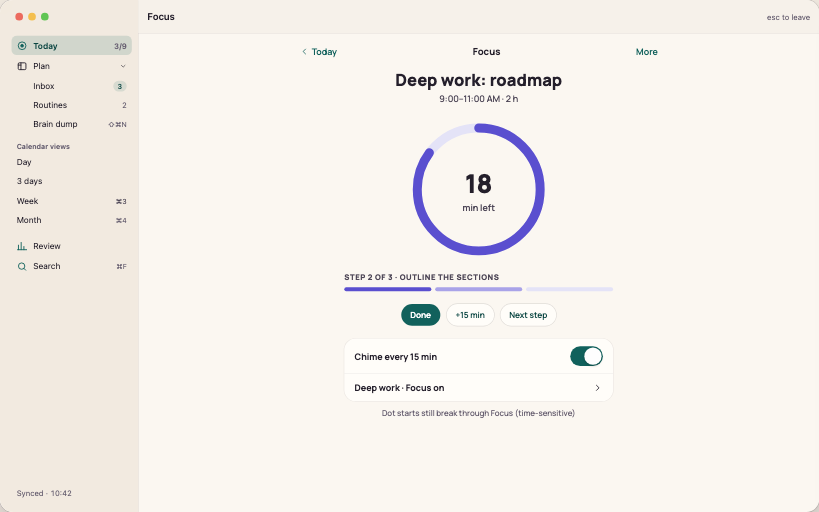 Focus
esc to leave
Today 3/9
Plan
Inbox 3
Routines 2
Brain dump ⇧⌘N
Calendar views
Day
3 days
Week ⌘3
Month ⌘4
Review
Search ⌘F
Synced · 10:42
Today
Focus
More
Deep work: roadmap
9:00–11:00 AM · 2 h
18
min left
STEP 2 OF 3 · OUTLINE THE SECTIONS
Done
+15 min
Next step
Chime every 15 min
Deep work · Focus on
Dot starts still break through Focus (time-sensitive)